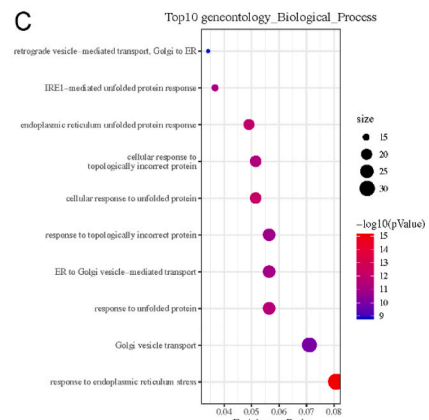 C
Top10 geneontology_Biological_Process
retrograde vesicle-mediated transport, Golgi to ER
IRE1-mediated unfolded protein response
endoplasmic reticulum unfolded protein response
cellular response to
topologically incorrect protein
cellular response to unfolded protein
response to topologically incorrect protein
ER to Golgi vesicle-mediated transport
response to unfolded protein
Golgi vesicle transport
response to endoplasmic reticulum stress
0.04 0.05 0.06 0.07 0.08
size
15
20
25
30
-log10(pValue)
15
14
13
12
11
10
9